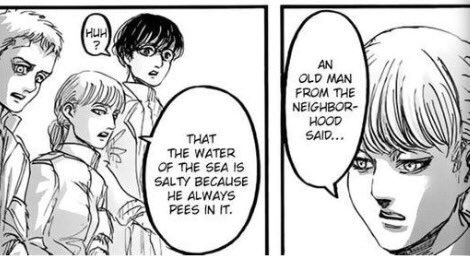 AN
OLD MAN
FROM THE
NEIGHBOR-
HOOD
SAID...
THAT
THE WATER
OF THE SEA IS
SALTY BECAUSE
HE ALWAYS
PEES IN IT.
HUH
?